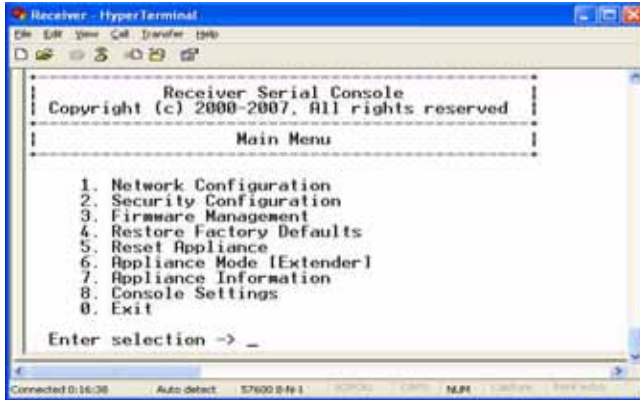 Receiver - HyperTerminal
File Edit View Call Transfer Help
Receiver Serial Console
Copyright (c) 2000-2007, All rights reserved
Main Menu
1. Network Configuration
2. Security Configuration
3. Firmware Management
4. Restore Factory Defaults
5. Reset Appliance
6. Appliance Mode [Extender]
7. Appliance Information
8. Console Settings
0. Exit
Enter selection -> _
Connected 0:16:38 Auto detect 57600 8-N-1 SCROLL CAPS NUM Capture